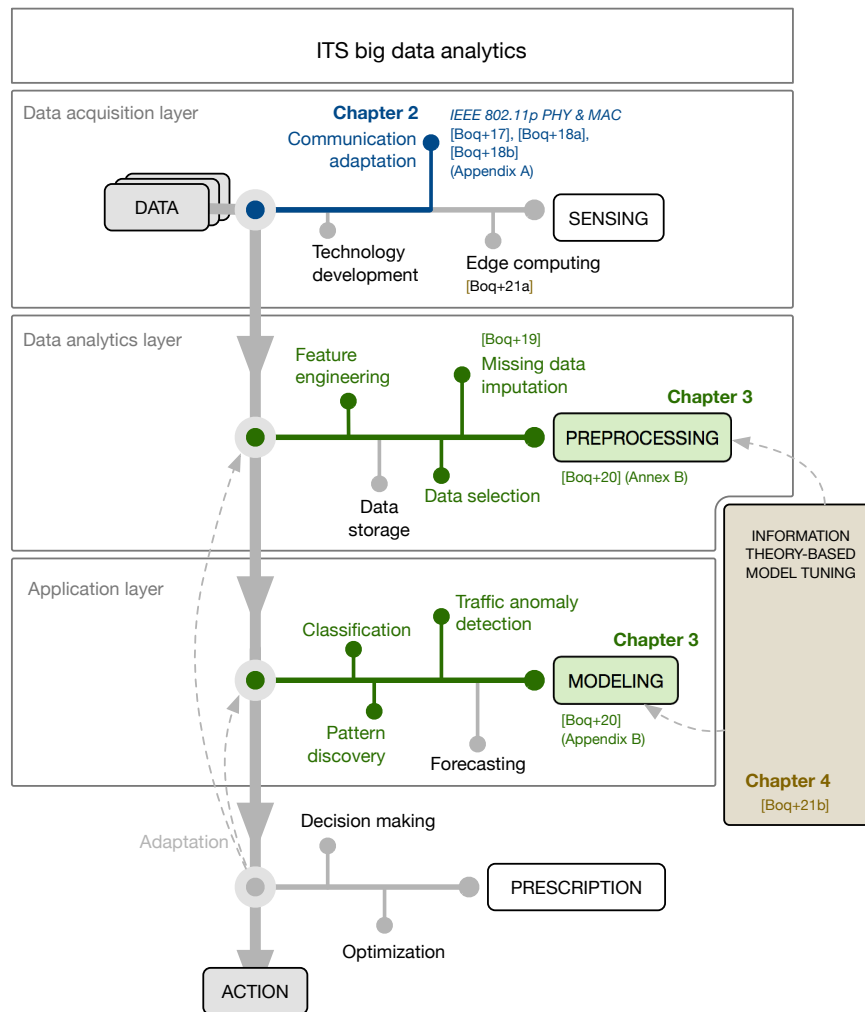 ITS big data analytics
Data acquisition layer
Chapter 2
Communication
adaptation
IEEE 802.11p PHY & MAC
[Boq+17], [Boq+18a],
[Boq+18b]
(Appendix A)
DATA
SENSING
Technology
development
Edge computing
[Boq+21a]
Data analytics layer
Feature
engineering
[Boq+19]
Missing data
imputation
Chapter 3
PREPROCESSING
[Boq+20] (Annex B)
Data
storage
Data selection
INFORMATION
THEORY-BASED
MODEL TUNING
Chapter 4
[Boq+21b]
Application layer
Classification
Traffic anomaly
detection
Chapter 3
MODELING
[Boq+20]
(Appendix B)
Pattern
discovery
Forecasting
Adaptation
Decision making
PRESCRIPTION
Optimization
ACTION